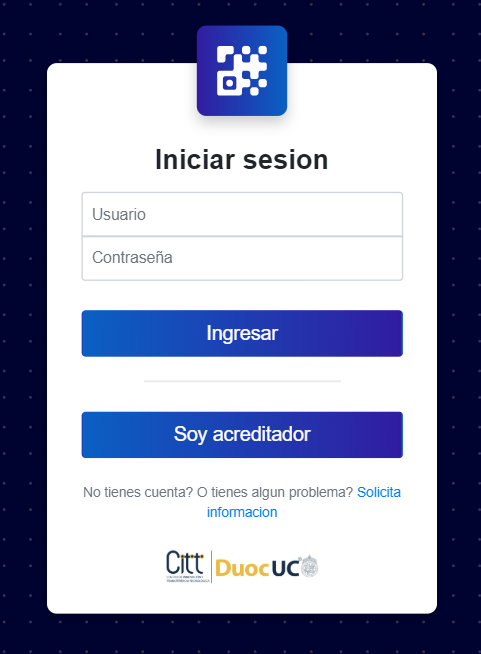 Iniciar sesion
Usuario
Contraseña
Ingresar
Soy acreditador
No tienes cuenta? O tienes algun problema? Solicita
informacion
Citt DuocUC